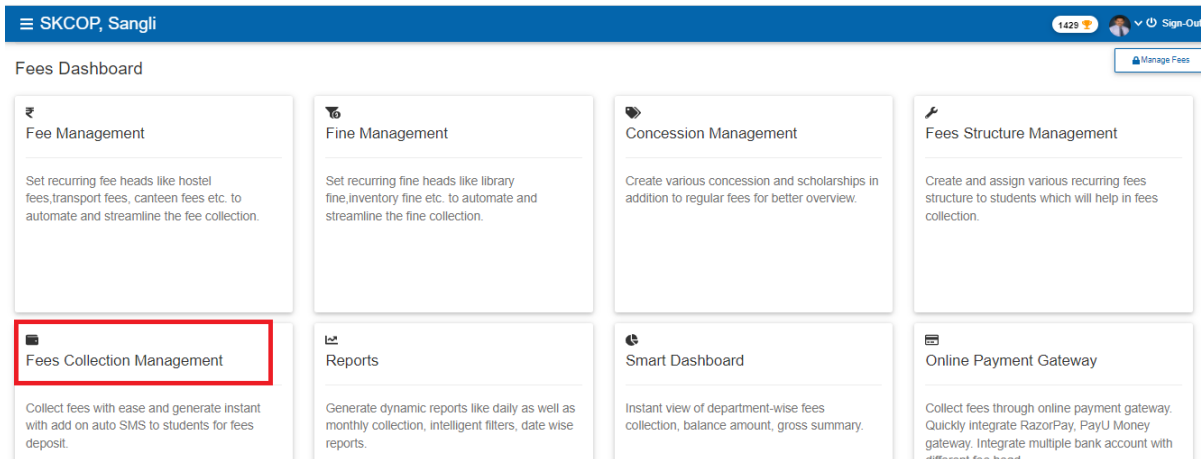 SKCOP, Sangli
1429
Sign-Out
Fees Dashboard
Manage Fees
₹
Fee Management
Set recurring fee heads like hostel
fees,transport fees, canteen fees etc. to
automate and streamline the fee collection.
Fine Management
Set recurring fine heads like library
fine,inventory fine etc. to automate and
streamline the fine collection.
Concession Management
Create various concession and scholarships in
addition to regular fees for better overview.
Fees Structure Management
Create and assign various recurring fees
structure to students which will help in fees
collection.
Fees Collection Management
Collect fees with ease and generate instant
with add on auto SMS to students for fees
deposit.
Reports
Generate dynamic reports like daily as well as
monthly collection, intelligent filters, date wise
reports.
Smart Dashboard
Instant view of department-wise fees
collection, balance amount, gross summary.
Online Payment Gateway
Collect fees through online payment gateway.
Quickly integrate RazorPay, PayU Money
gateway. Integrate multiple bank account with
different fee head